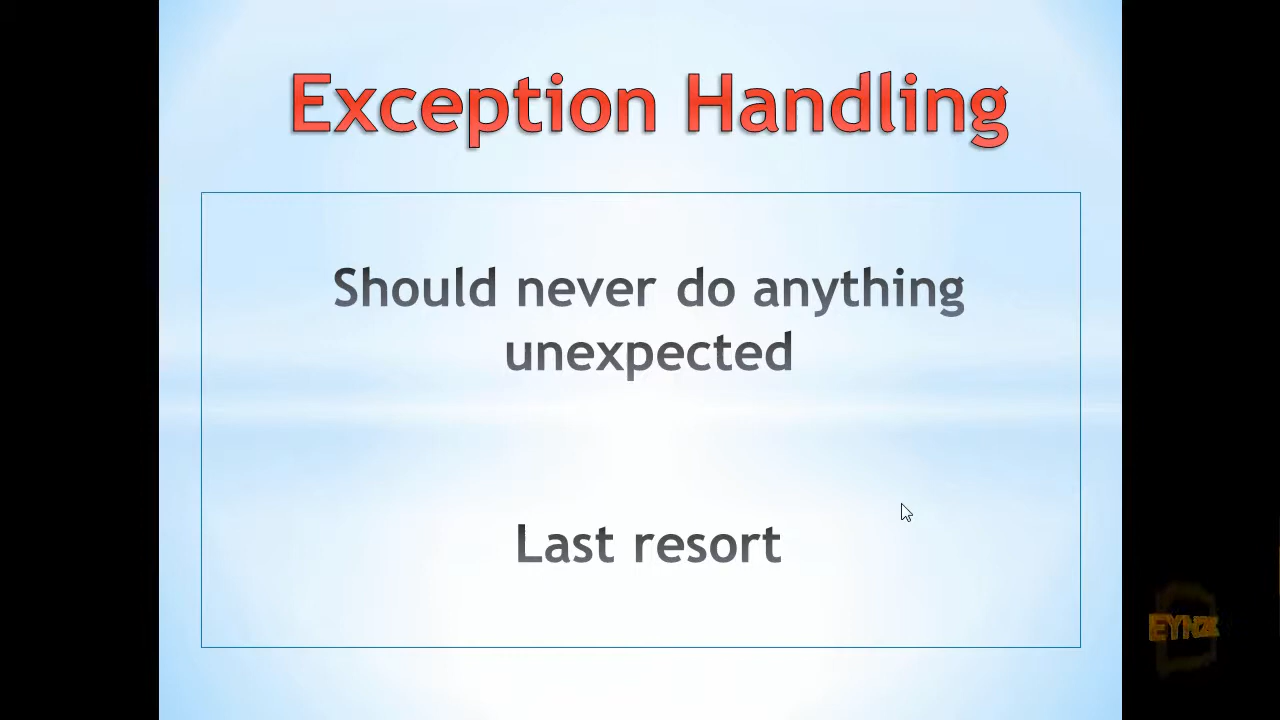 Exception Handling
Should never do anything
unexpected
Last resort